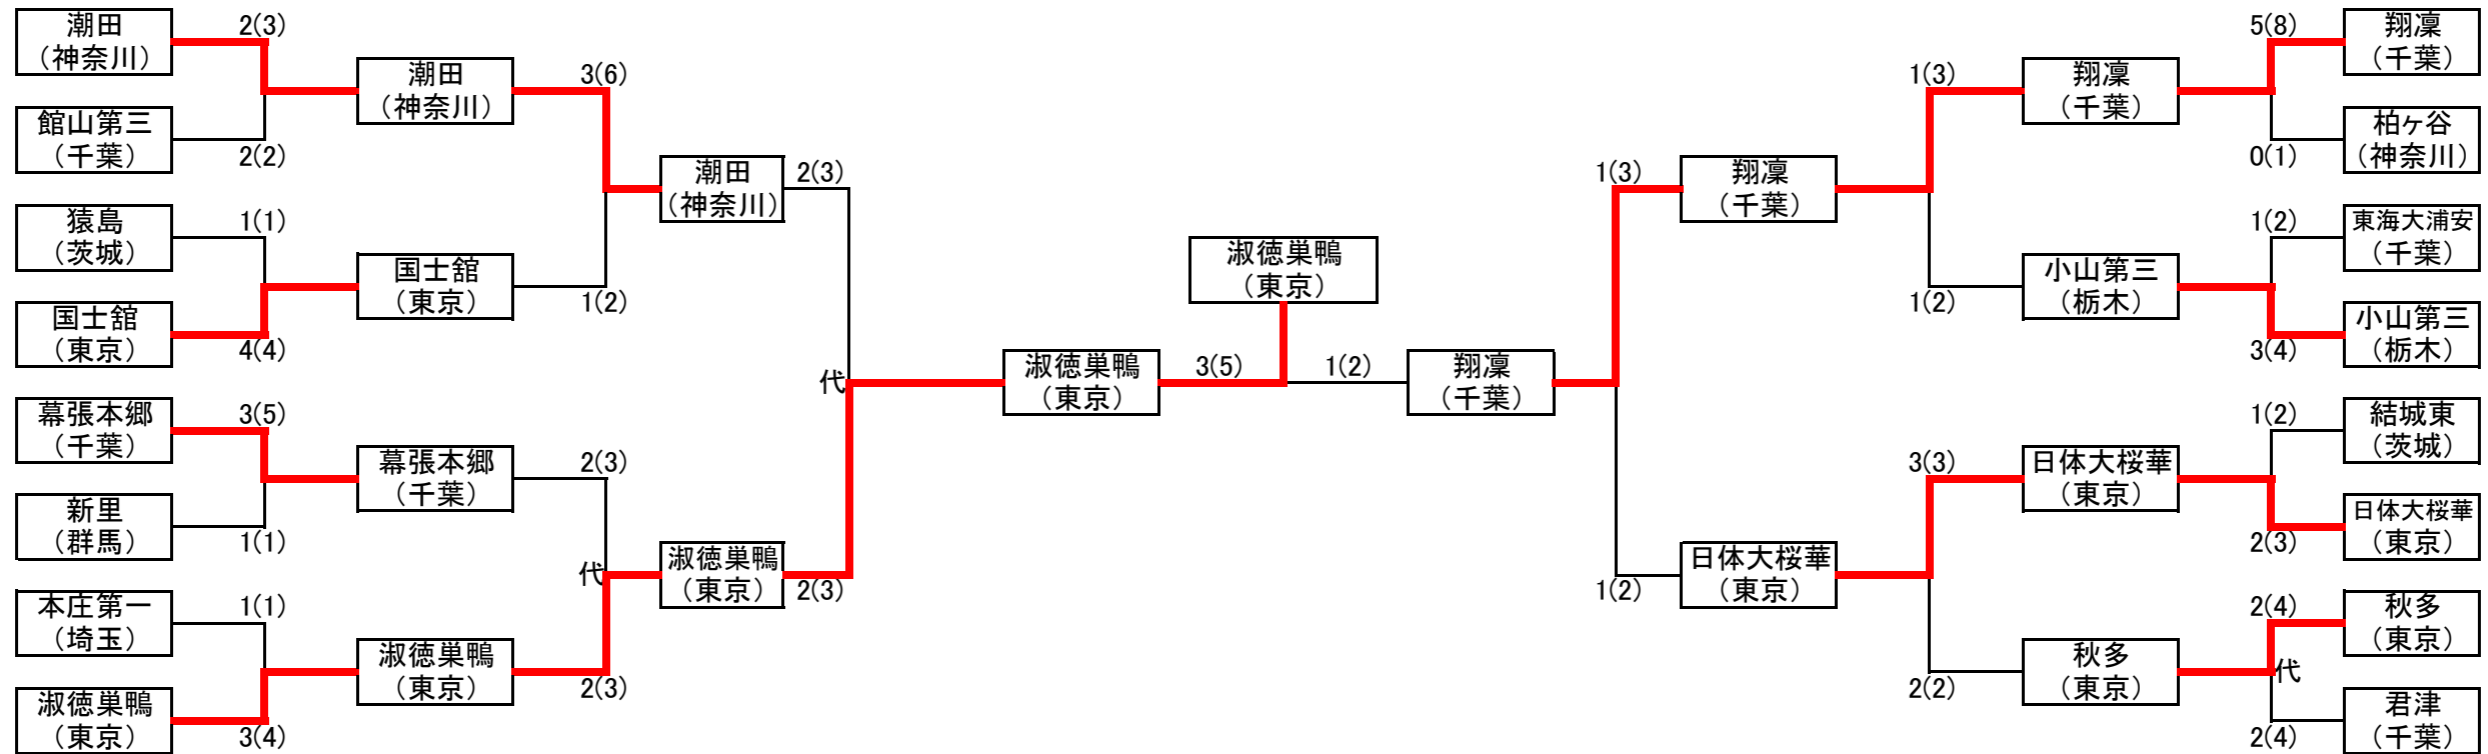 潮田
（神奈川）
2(3)
館山第三
（千葉）
2(2)
猿島
（茨城）
1(1)
国士舘
（東京）
4(4)
幕張本郷
（千葉）
3(5)
新里
（群馬）
1(1)
本庄第一
（埼玉）
1(1)
淑徳巣鴨
（東京）
3(4)
潮田
（神奈川）
3(6)
国士舘
（東京）
1(2)
幕張本郷
（千葉）
2(3)
代
淑徳巣鴨
（東京）
2(3)
潮田
（神奈川）
2(3)
代
淑徳巣鴨
（東京）
2(3)
淑徳巣鴨
（東京）
3(5)
淑徳巣鴨
（東京）
1(2)
翔凜
（千葉）
1(3)
翔凜
（千葉）
1(2)
日体大桜華
（東京）
1(3)
翔凜
（千葉）
1(2)
小山第三
（栃木）
3(3)
日体大桜華
（東京）
2(2)
秋多
（東京）
5(8)
翔凜
（千葉）
0(1)
柏ヶ谷
（神奈川）
1(2)
東海大浦安
（千葉）
3(4)
小山第三
（栃木）
1(2)
結城東
（茨城）
2(3)
日体大桜華
（東京）
2(4)
秋多
（東京）
代
2(4)
君津
（千葉）